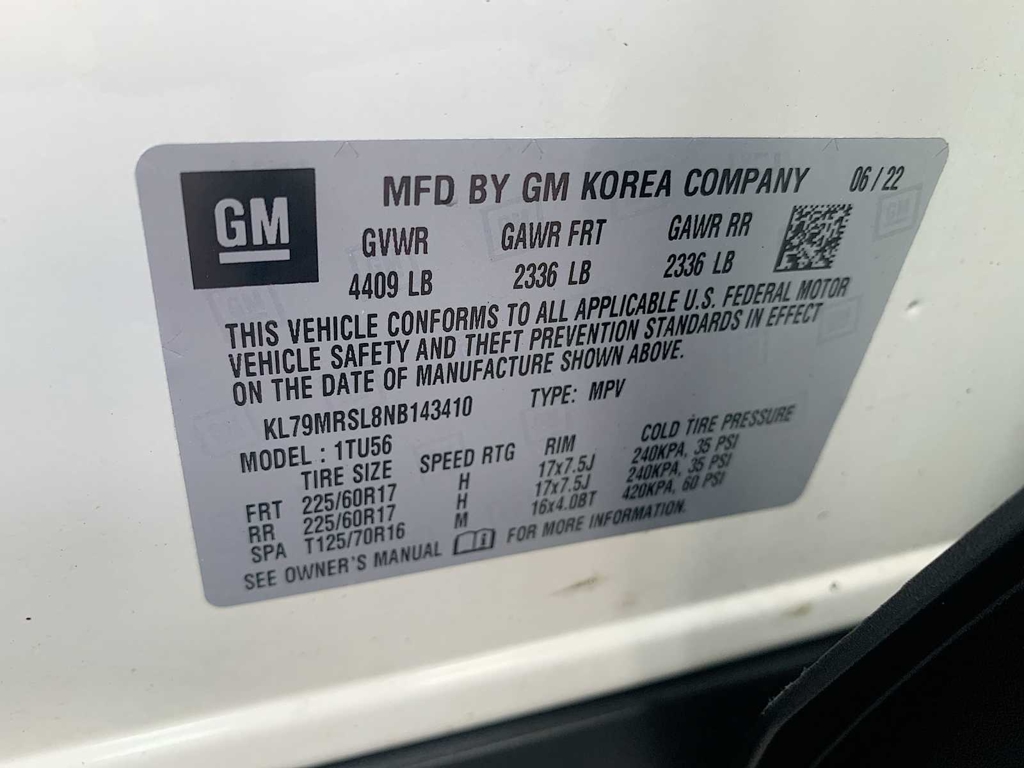 GM
MFD BY GM KOREA COMPANY 06/22
GVWR GAWR FRT GAWR RR
4409 LB 2336 LB 2336 LB
THIS VEHICLE CONFORMS TO ALL APPLICABLE U.S. FEDERAL MOTOR
VEHICLE SAFETY AND THEFT PREVENTION STANDARDS IN EFFECT
ON THE DATE OF MANUFACTURE SHOWN ABOVE.
KL79MRSL8NB143410 TYPE: MPV
MODEL : 1TU56
TIRE SIZE SPEED RTG RIM COLD TIRE PRESSURE
FRT 225/60R17 H 17x7.5J 240KPA, 35 PSI
RR 225/60R17 H 17x7.5J 240KPA, 35 PSI
SPA T125/70R16 M 16x4.0BT 420KPA, 60 PSI
SEE OWNER'S MANUAL i FOR MORE INFORMATION.